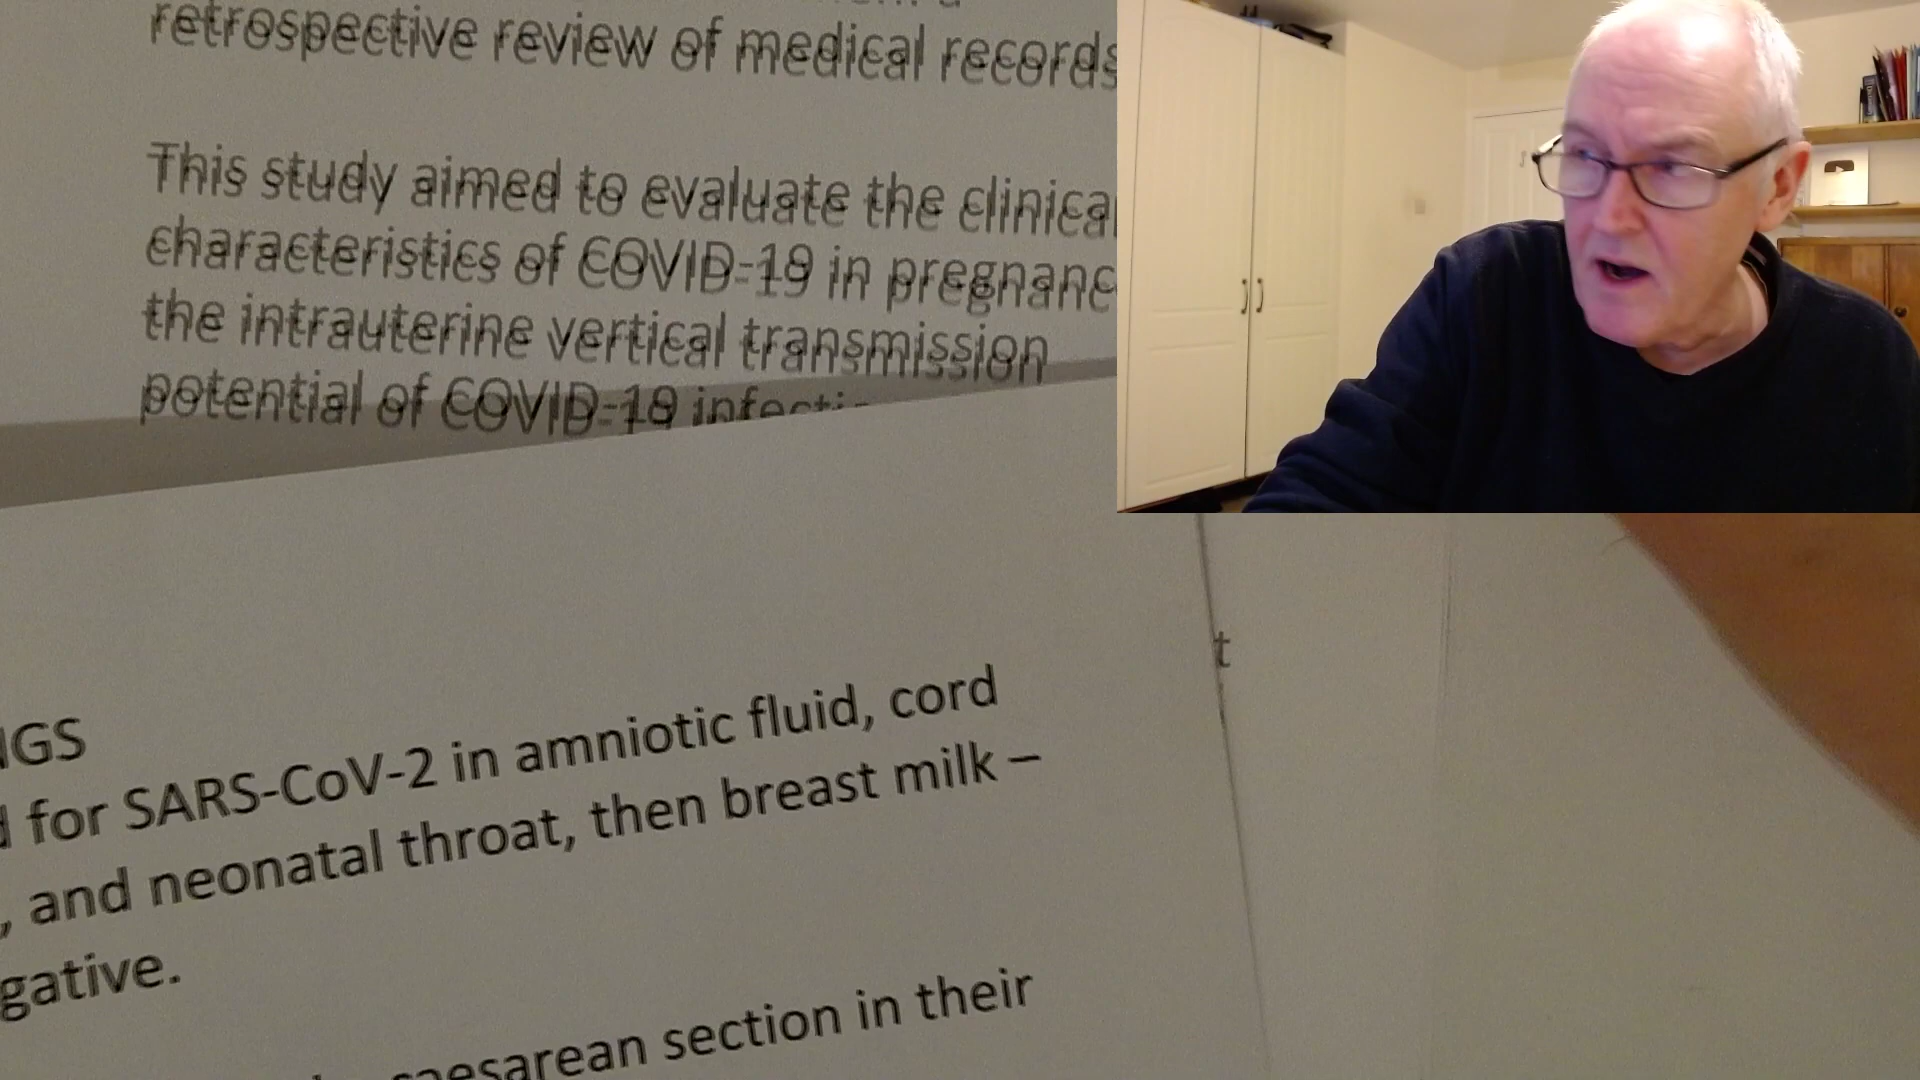 retrospective review of medical records
This study aimed to evaluate the clinical
characteristics of COVID-19 in pregnanc
the intrauterine vertical transmission
potential of COVID-19 infecti
t
NGS
d for SARS-CoV-2 in amniotic fluid, cord
, and neonatal throat, then breast milk –
gative.
caesarean section in their